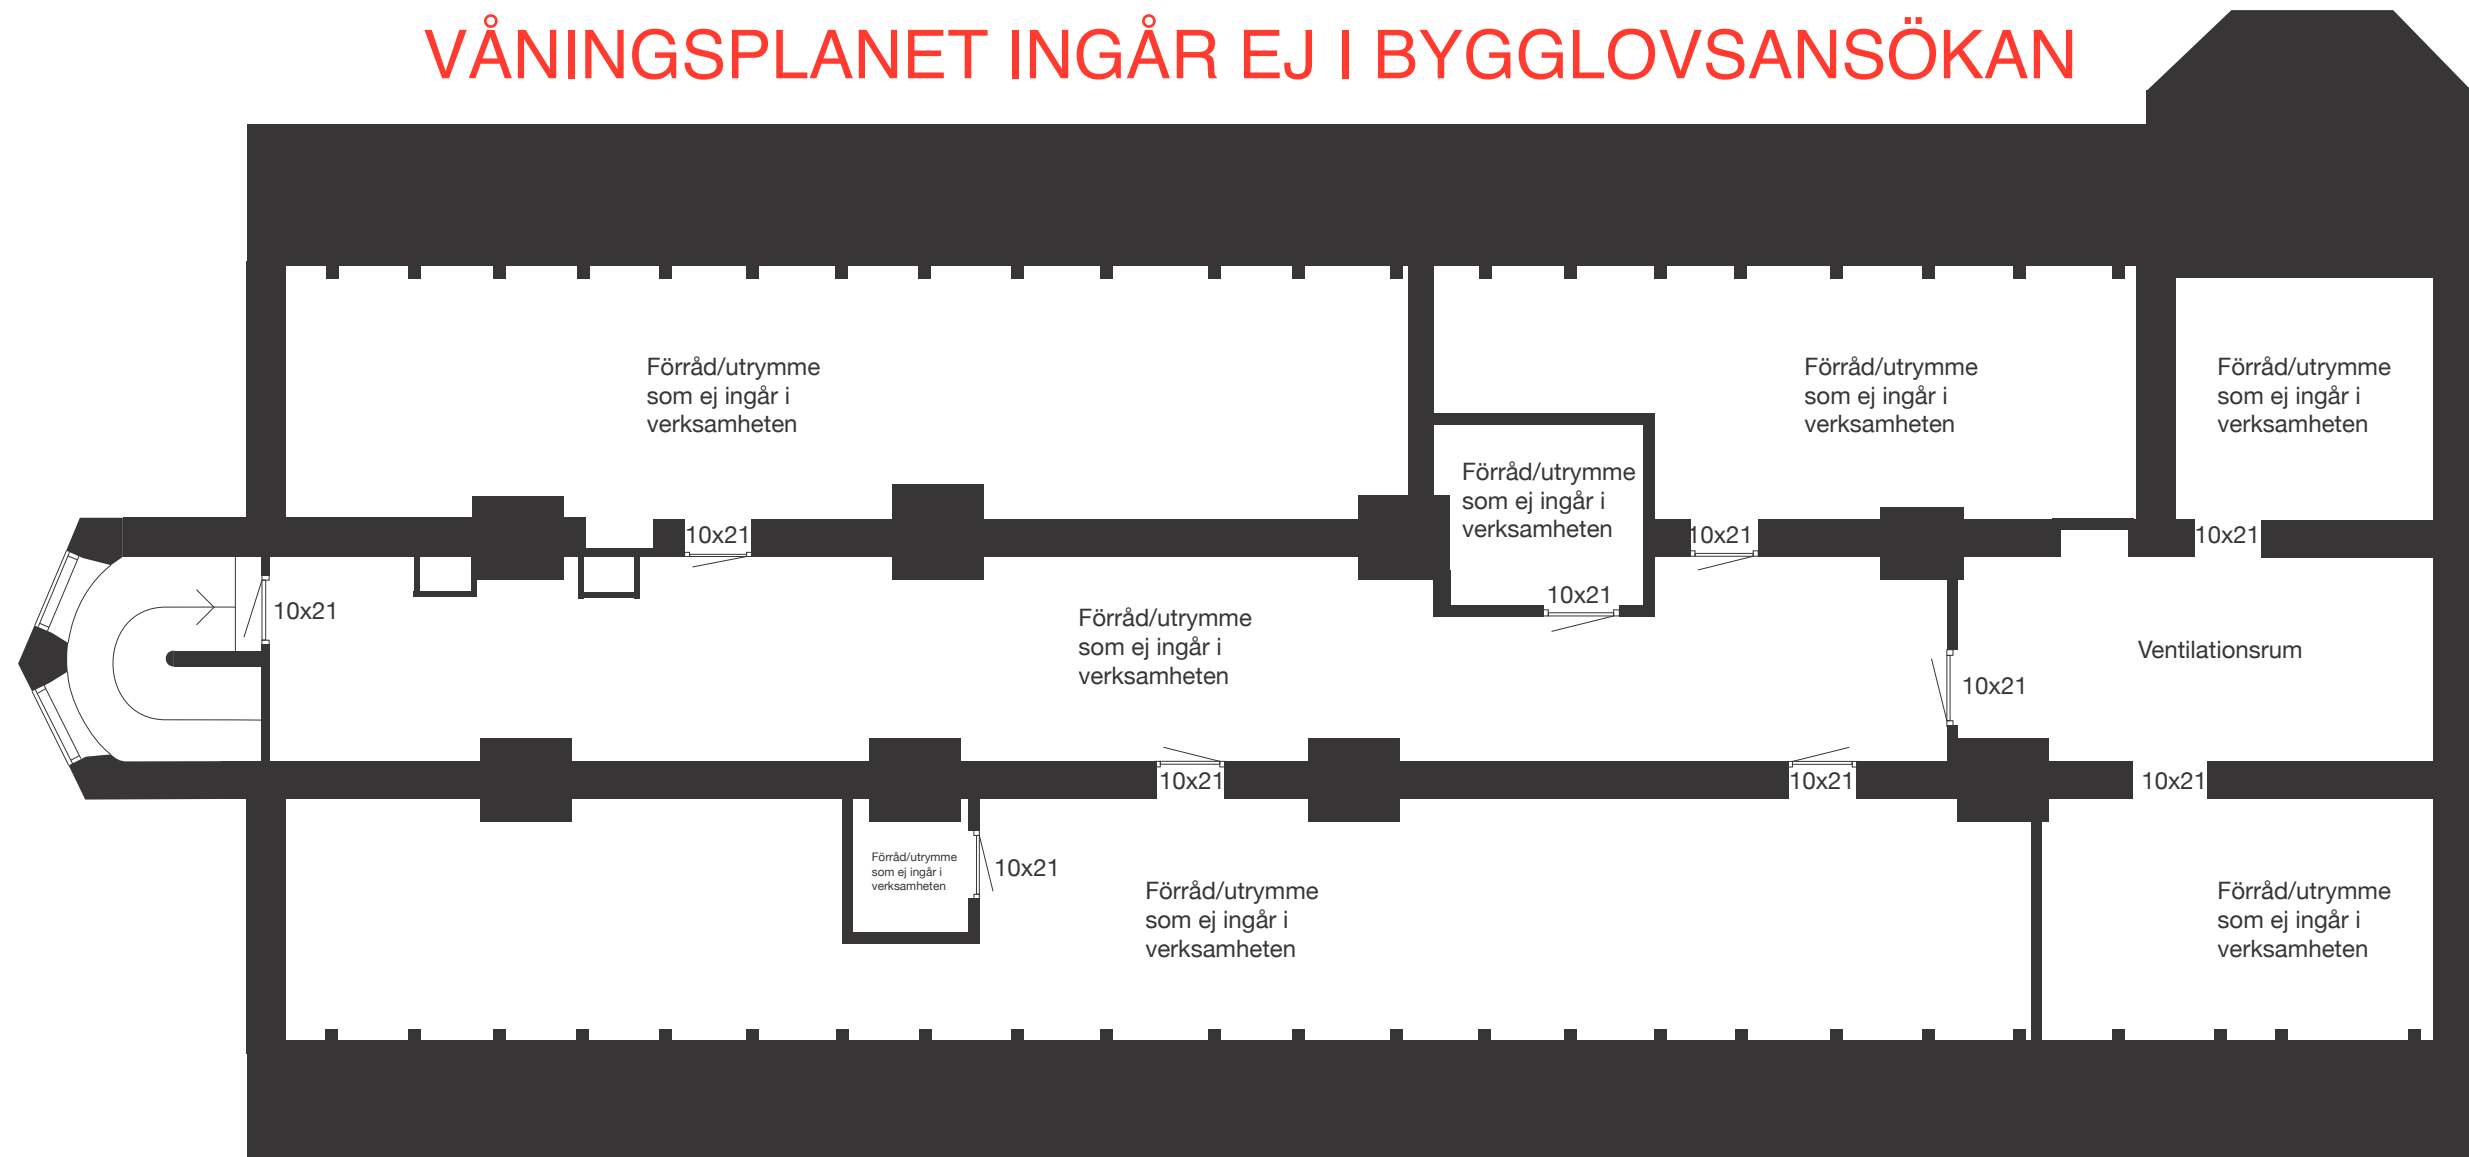 VÅNINGSPLANET INGÅR EJ I BYGGLOVSANSÖKAN
Förråd/utrymme
som ej ingår i
verksamheten
Förråd/utrymme
som ej ingår i
verksamheten
Förråd/utrymme
som ej ingår i
verksamheten
Förråd/utrymme
som ej ingår i
verksamheten
10x21
10x21
10x21
10x21
10x21
Förråd/utrymme
som ej ingår i
verksamheten
Ventilationsrum
10x21
10x21
10x21
10x21
Förråd/utrymme
som ej ingår i
verksamheten
10x21
Förråd/utrymme
som ej ingår i
verksamheten
Förråd/utrymme
som ej ingår i
verksamheten